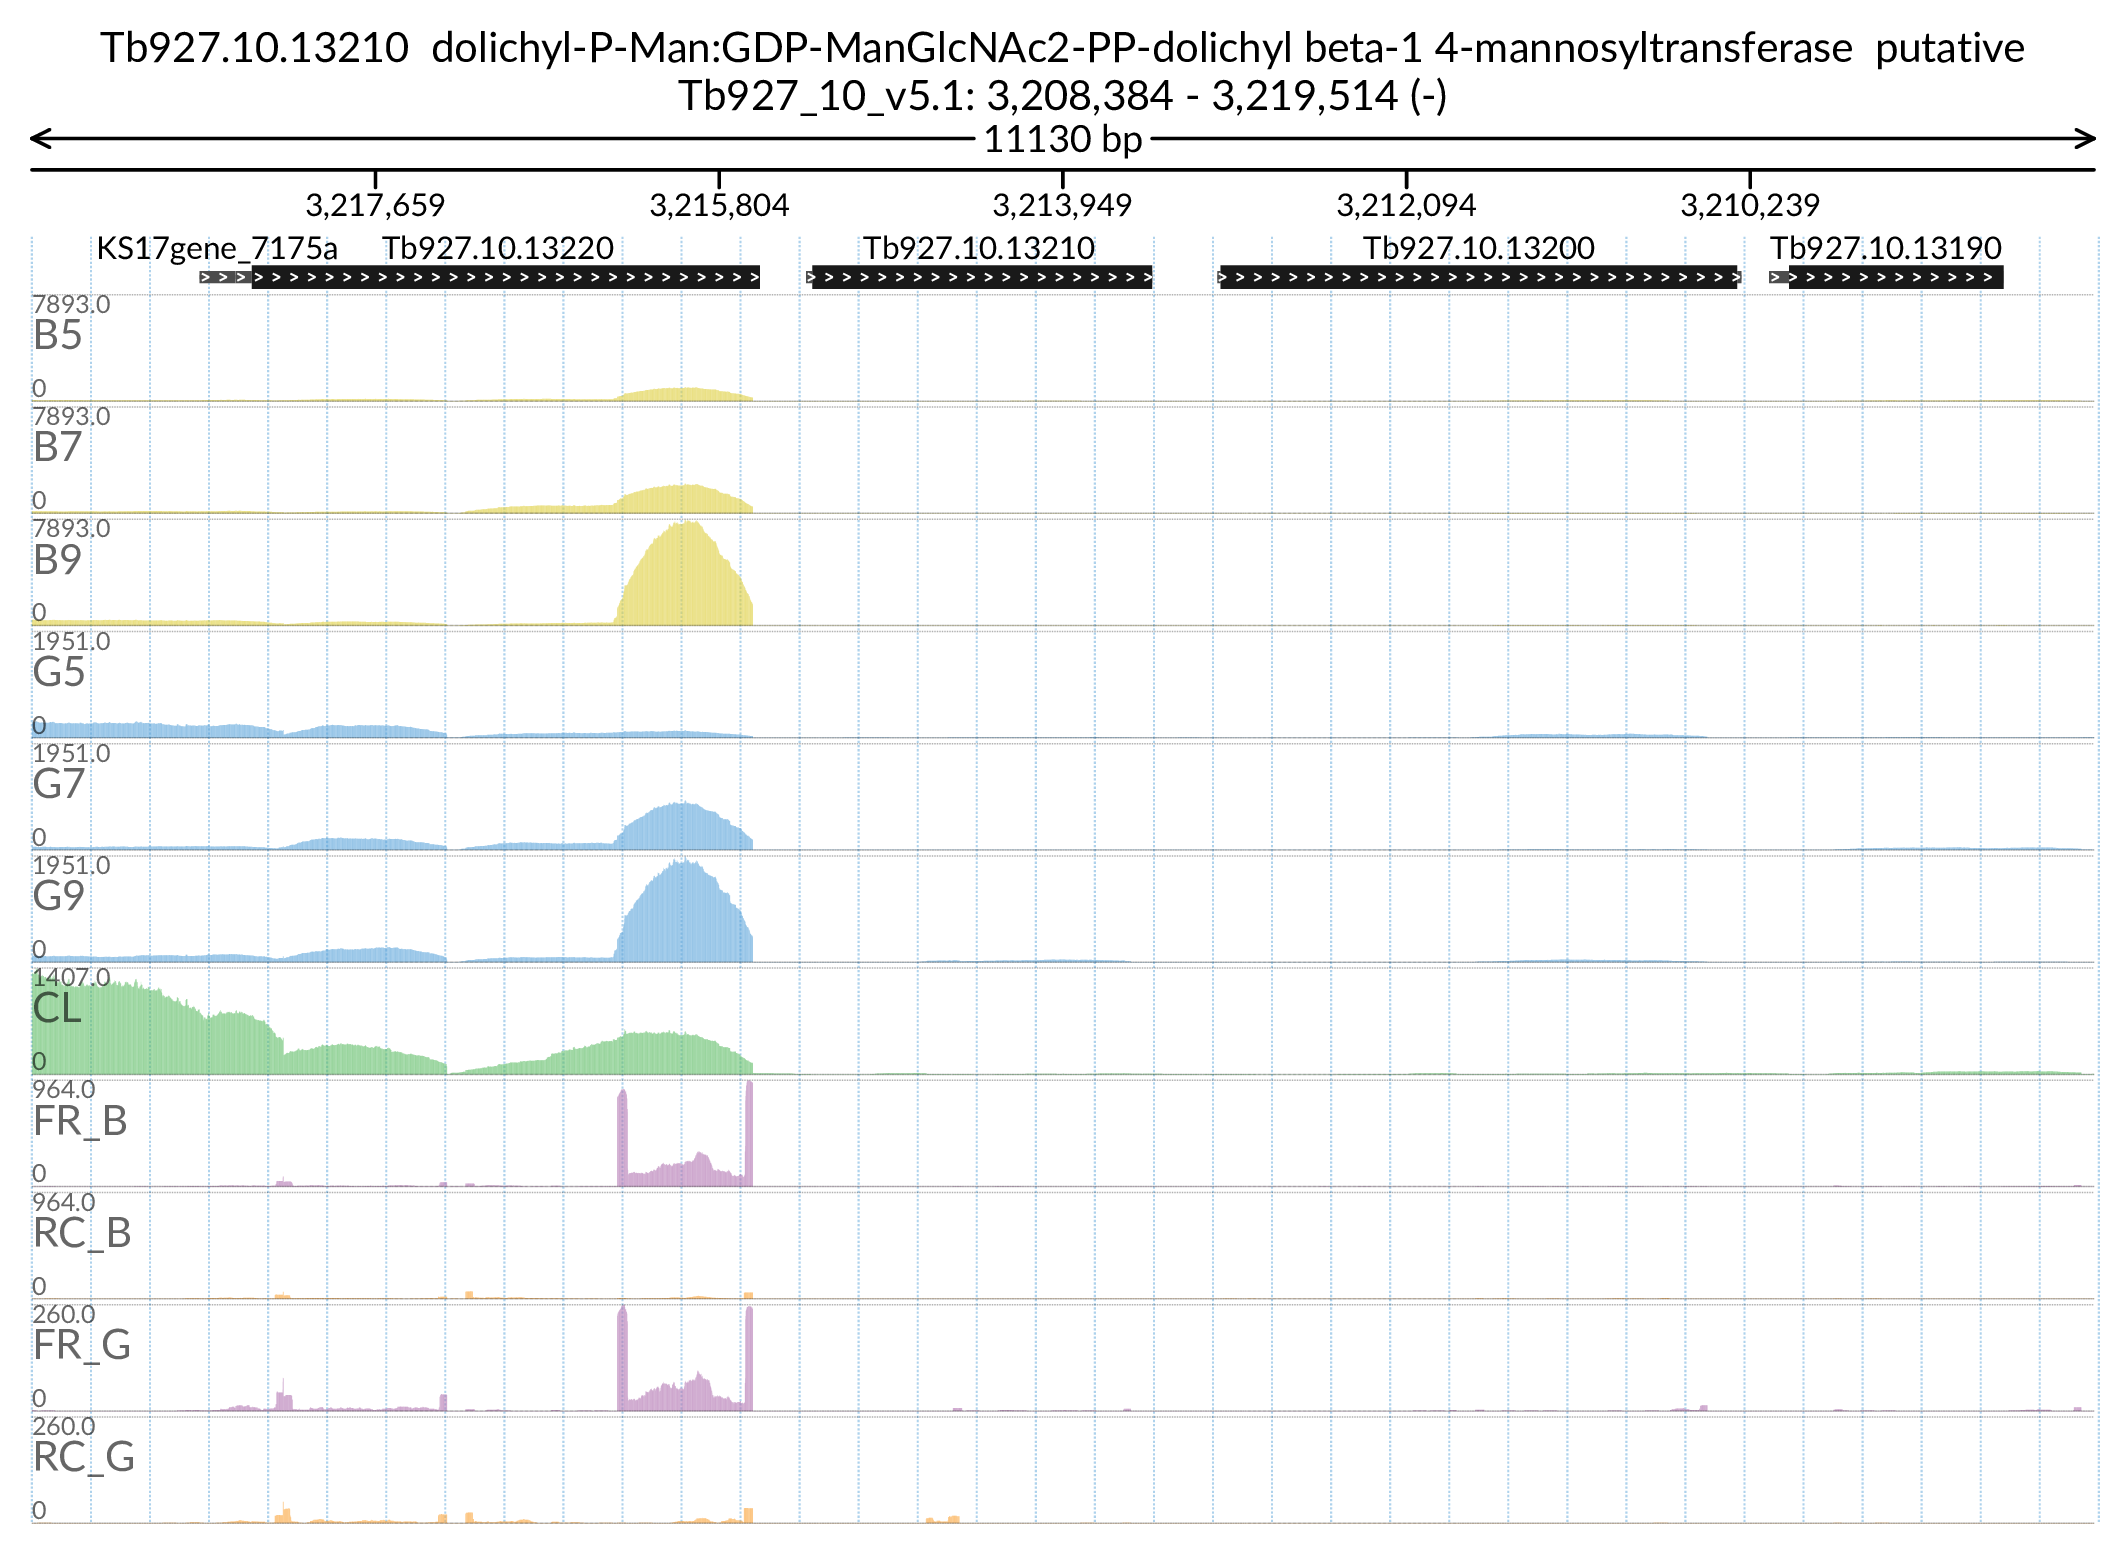 Tb927.10.13210  dolichyl-P-Man:GDP-ManGlcNAc2-PP-dolichyl beta-1 4-mannosyltransferase  putative
Tb927_10_v5.1: 3,208,384 - 3,219,514 (-)
11130 bp
3,217,659 3,215,804 3,213,949 3,212,094 3,210,239
KS17gene_7175a Tb927.10.13220 Tb927.10.13210 Tb927.10.13200 Tb927.10.13190
7893.0
B5
0
7893.0
B7
0
7893.0
B9
0
1951.0
G5
0
1951.0
G7
0
1951.0
G9
0
1407.0
CL
0
964.0
FR_B
0
964.0
RC_B
0
260.0
FR_G
0
260.0
RC_G
0